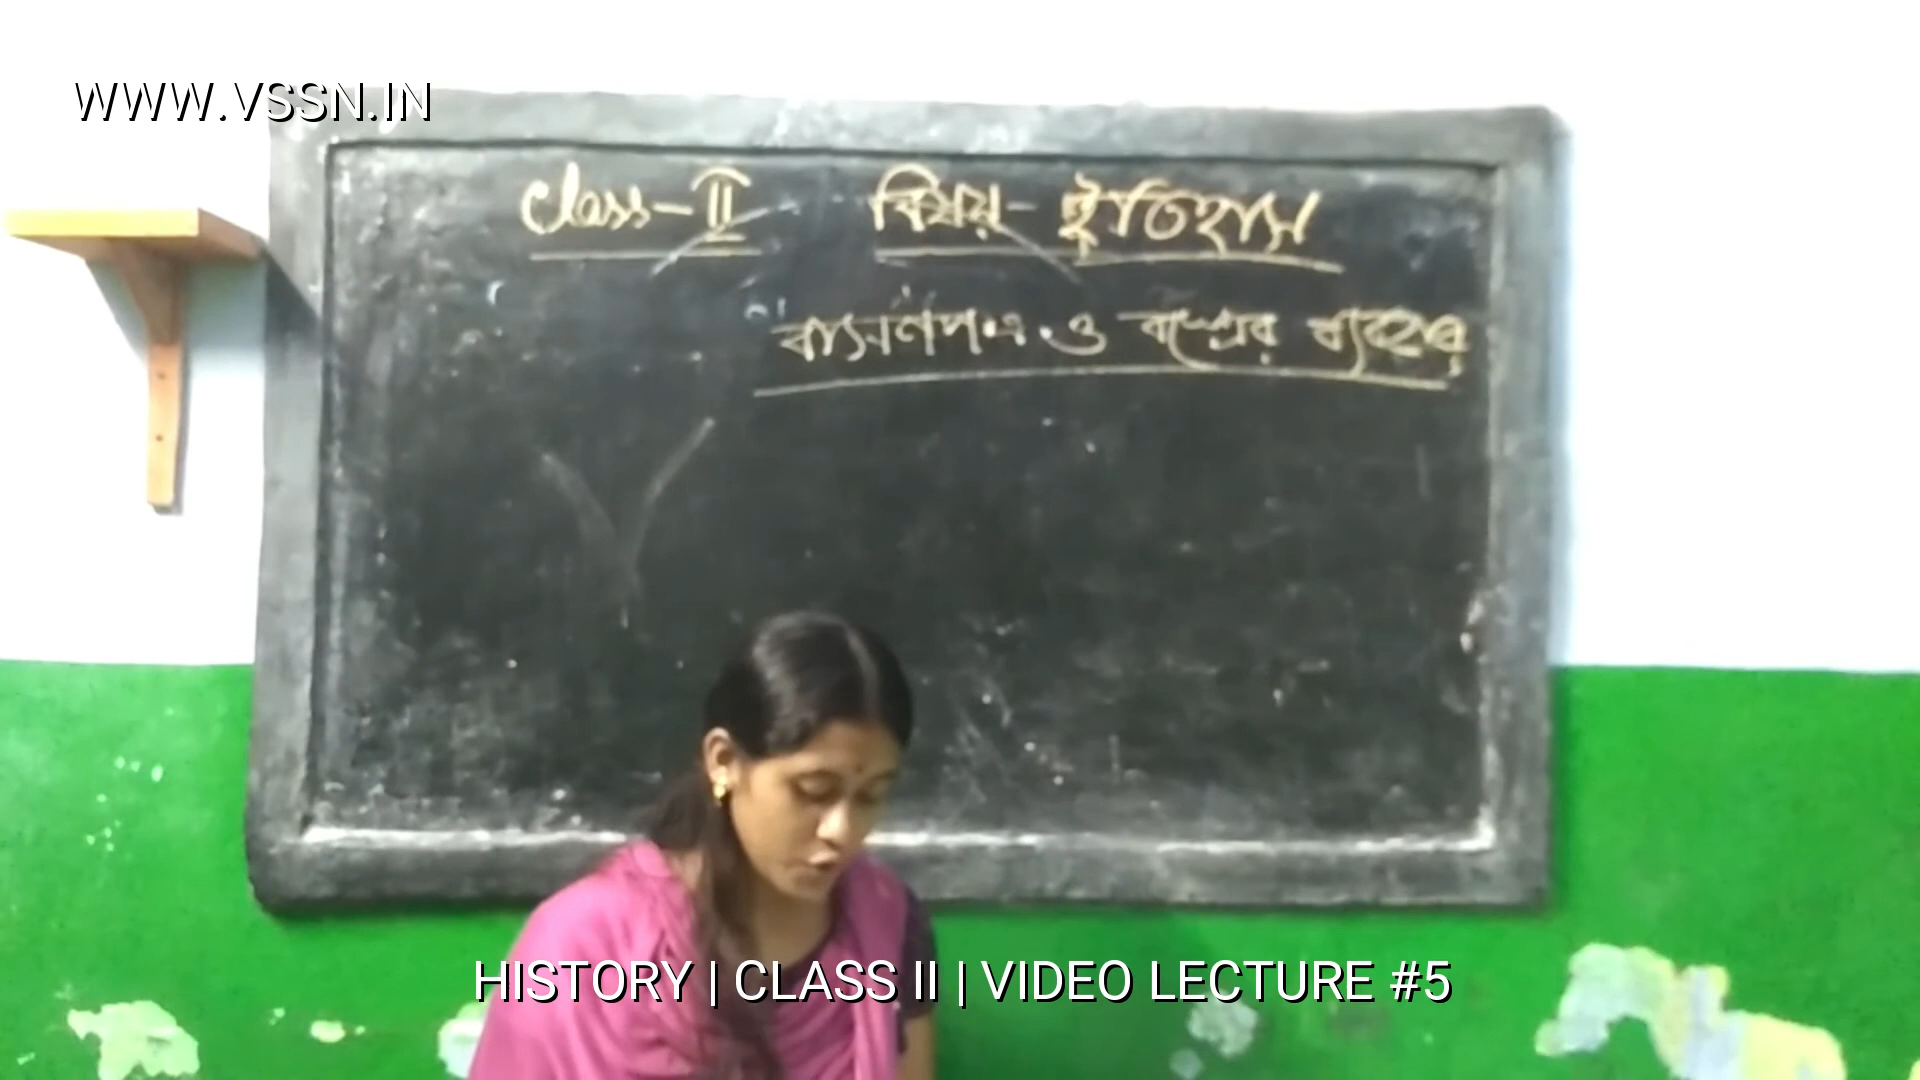 WWW.VSSN.IN
Class-II বিষয়- ইতিহাস
বাসনপত্র ও বস্ত্রের ব্যবহার
HISTORY | CLASS II | VIDEO LECTURE #5